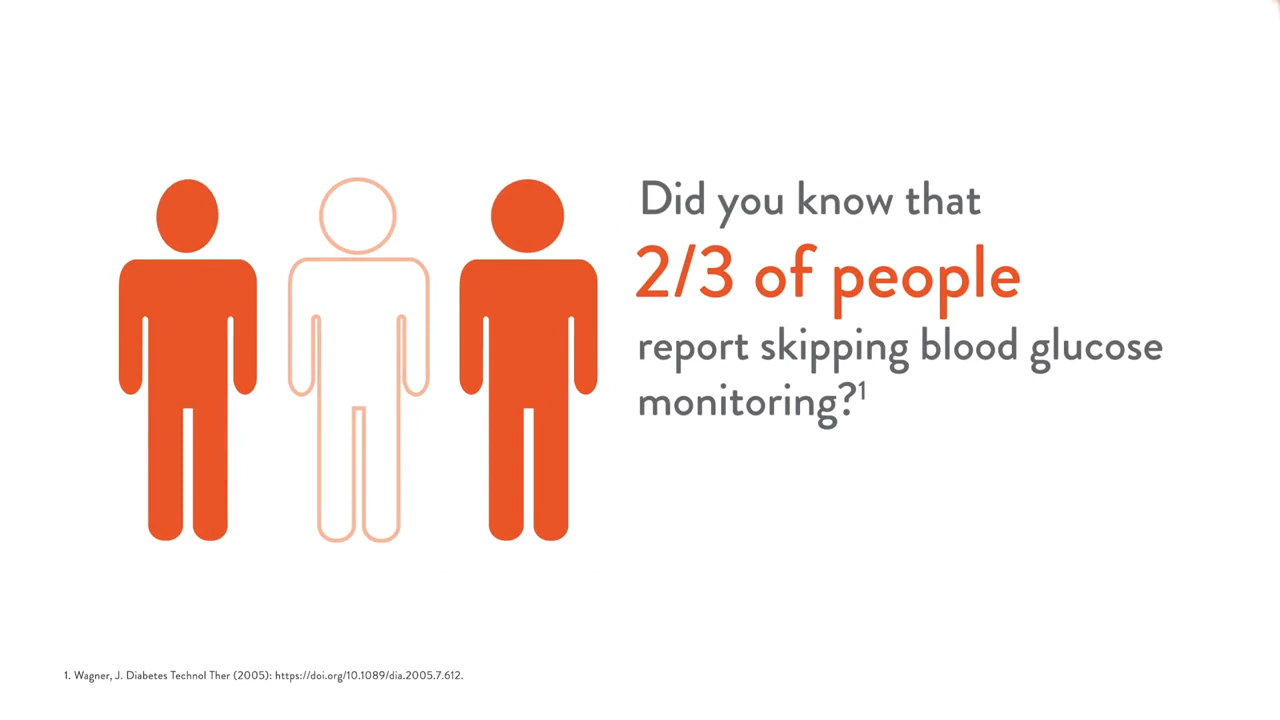 Did you know that
2/3 of people
report skipping blood glucose
monitoring?¹
1. Wagner, J. Diabetes Technol Ther (2005): https://doi.org/10.1089/dia.2005.7.612.